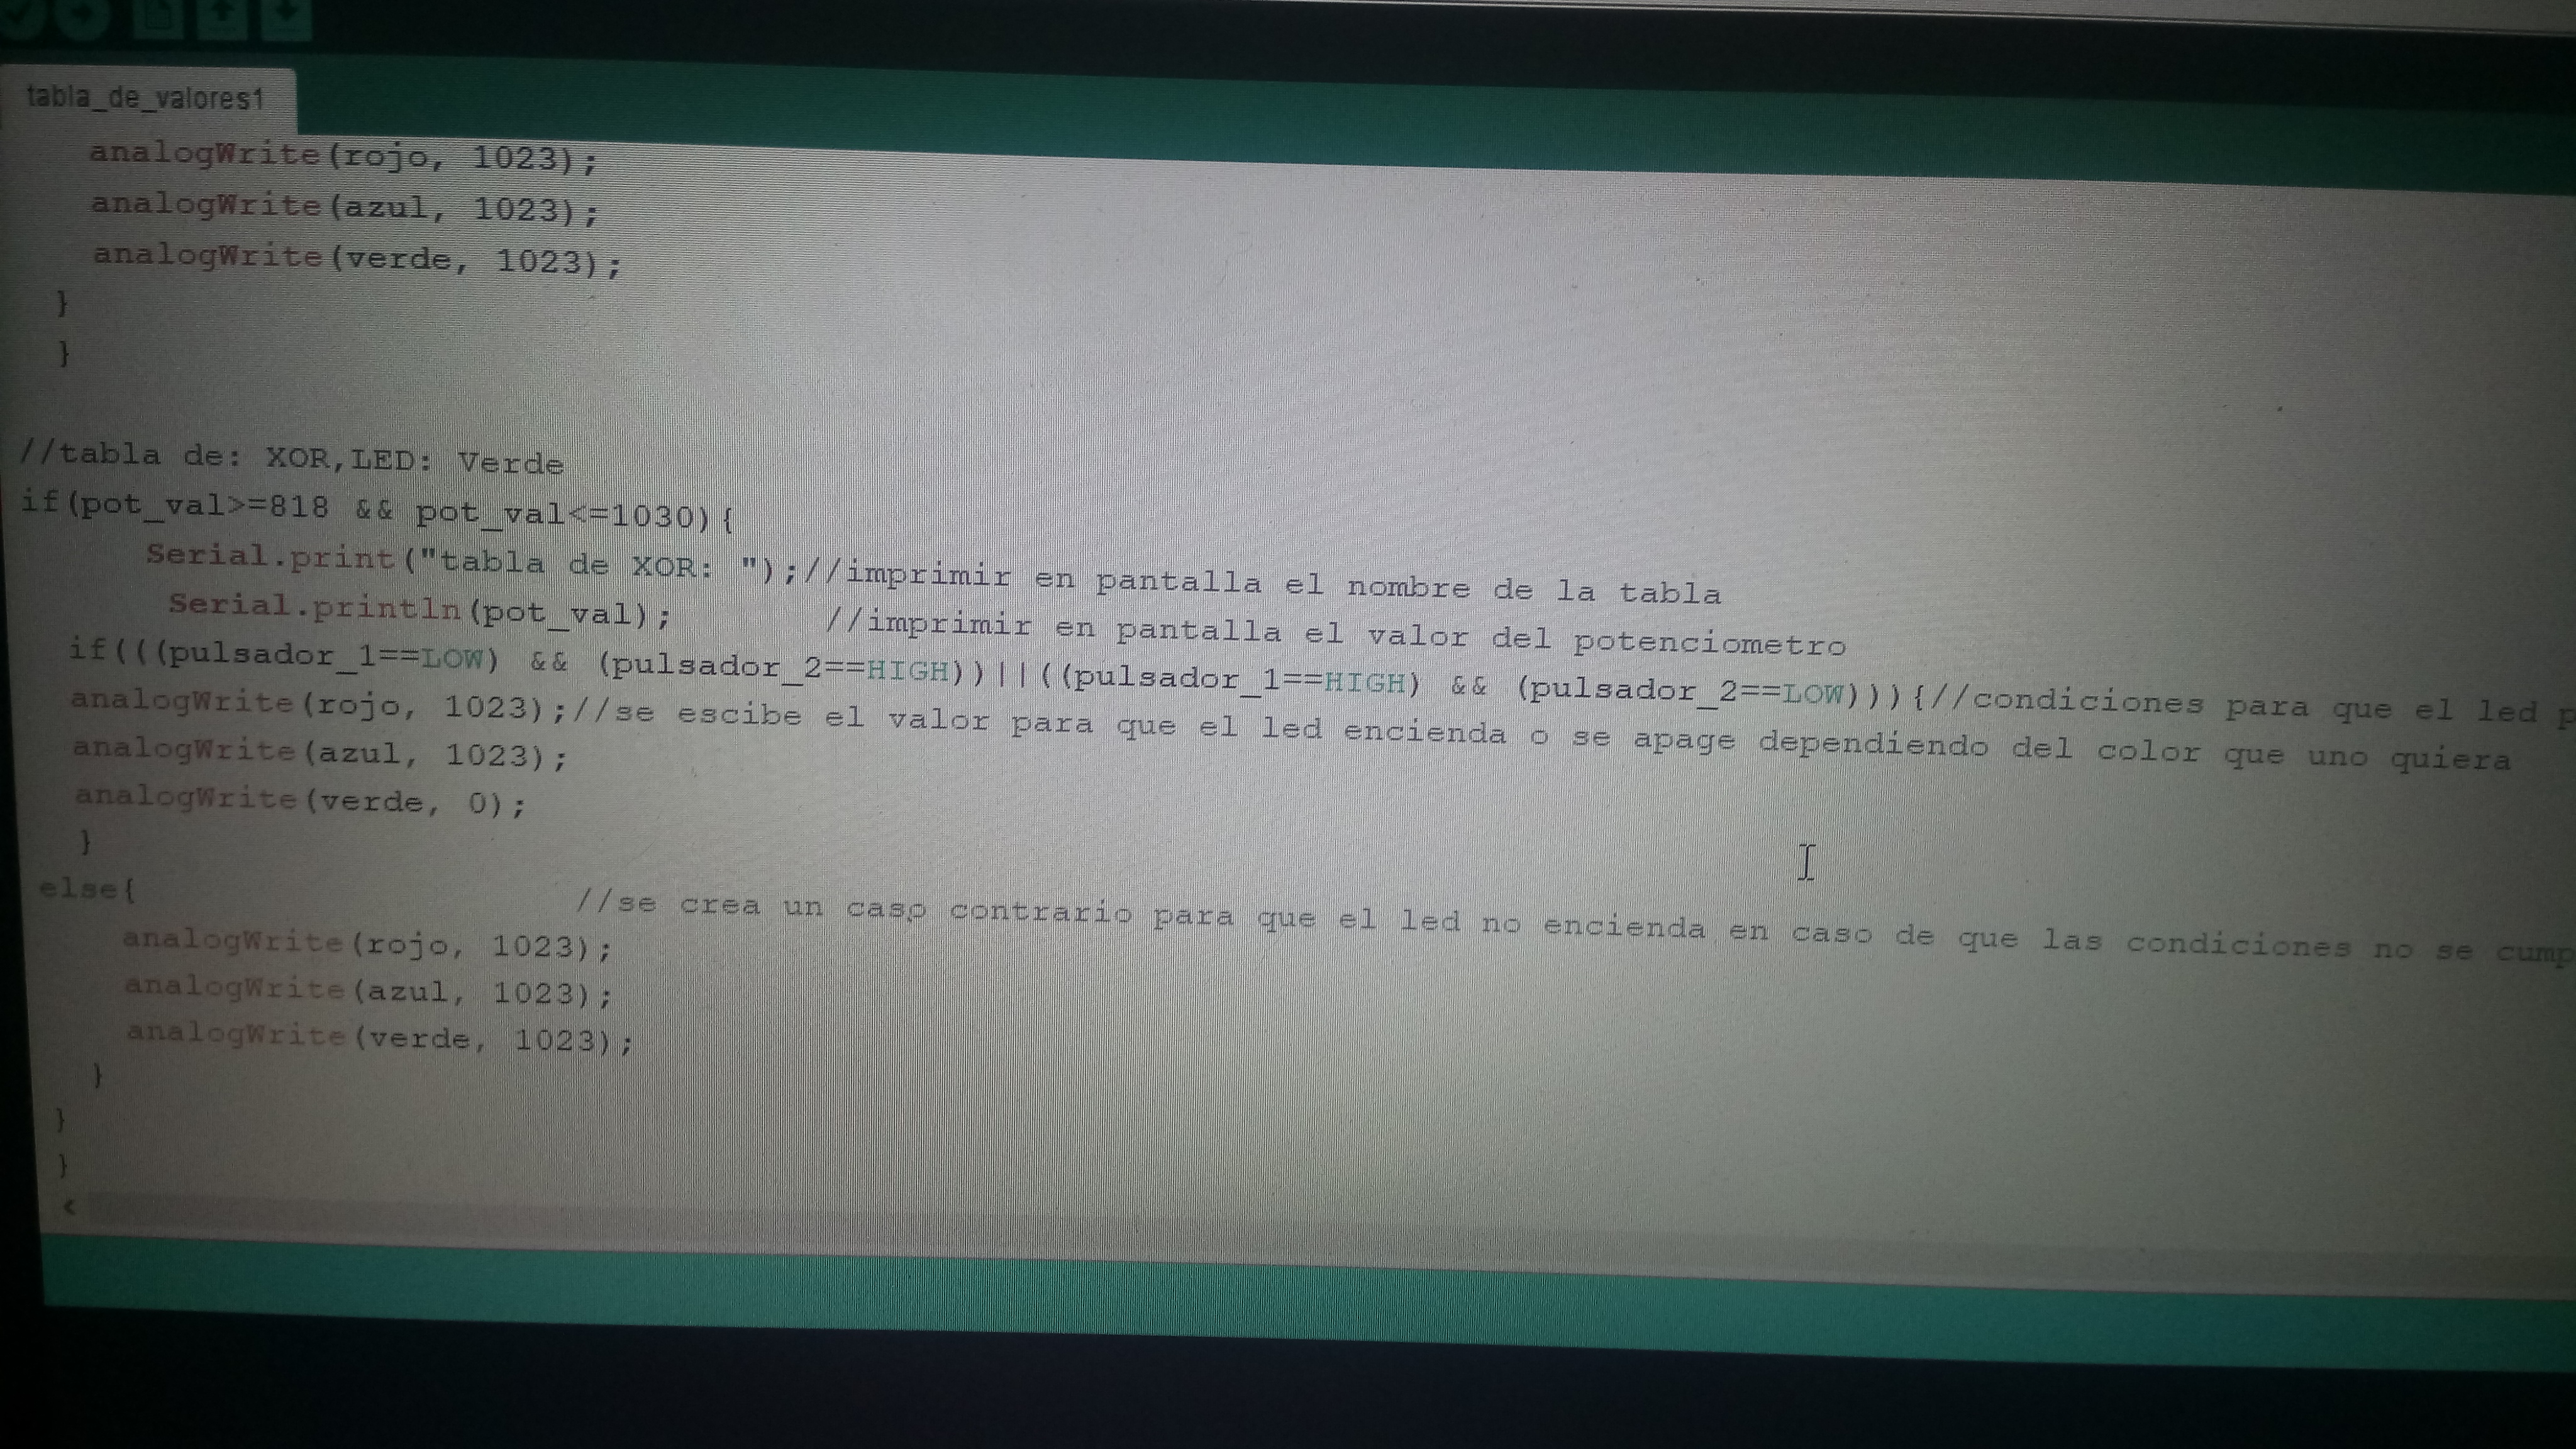 tabla_de_valores1
analogWrite(rojo, 1023);
analogWrite(azul, 1023);
analogWrite(verde, 1023);
}
}
//tabla de: XOR,LED: Verde
if(pot_val>=818 && pot_val<=1030){
Serial.print("tabla de XOR: ");//imprimir en pantalla el nombre de la tabla
Serial.println(pot_val); //imprimir en pantalla el valor del potenciometro
if(((pulsador_1==LOW) && (pulsador_2==HIGH))||((pulsador_1==HIGH) && (pulsador_2==LOW))){//condiciones para que el led p
analogWrite(rojo, 1023);//se escibe el valor para que el led encienda o se apage dependiendo del color que uno quiera
analogWrite(azul, 1023);
analogWrite(verde, 0);
}
else{ //se crea un caso contrario para que el led no encienda en caso de que las condiciones no se cump
analogWrite(rojo, 1023);
analogWrite(azul, 1023);
analogWrite(verde, 1023);
}
}
}